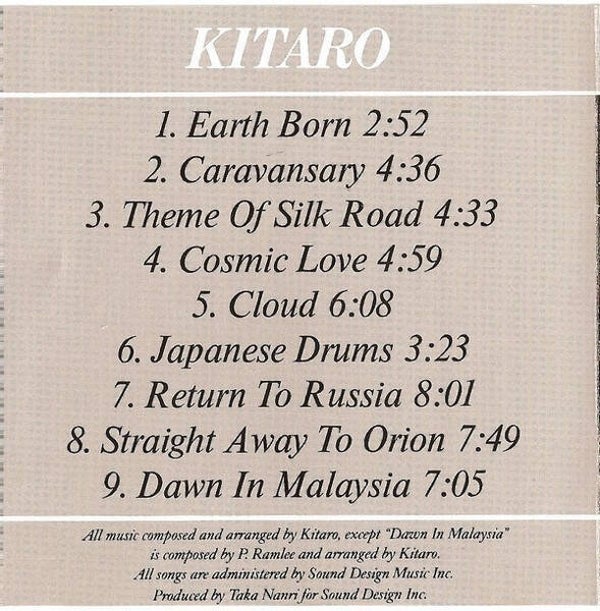 KITARO
1. Earth Born 2:52
2. Caravansary 4:36
3. Theme Of Silk Road 4:33
4. Cosmic Love 4:59
5. Cloud 6:08
6. Japanese Drums 3:23
7. Return To Russia 8:01
8. Straight Away To Orion 7:49
9. Dawn In Malaysia 7:05
All music composed and arranged by Kitaro, except "Dawn In Malaysia"
is composed by P. Ramlee and arranged by Kitaro.
All songs are administered by Sound Design Music Inc.
Produced by Taka Nanri for Sound Design Inc.